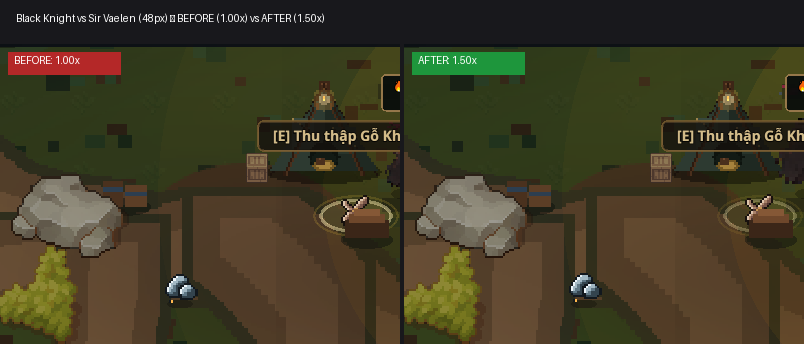 Black Knight vs Sir Vaelen (48px) ▯ BEFORE (1.00x) vs AFTER (1.50x)
BEFORE: 1.00x
AFTER: 1.50x
[E] Thu thập Gỗ Kh
[E] Thu thập Gỗ Kh